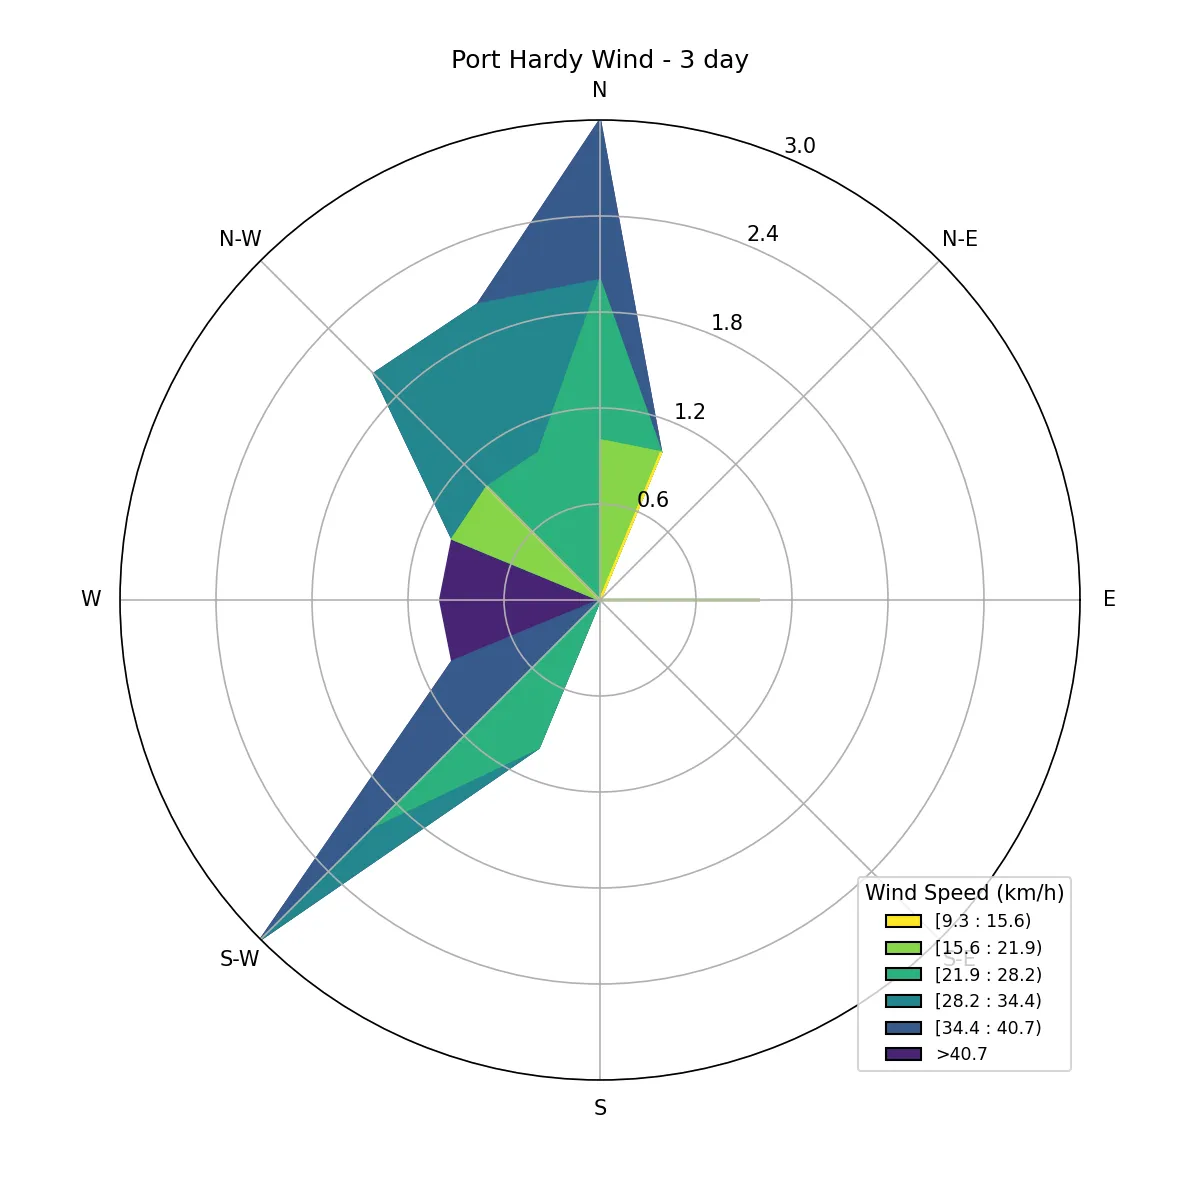 Port Hardy Wind - 3 day
N
3.0
N-W
N-E
2.4
1.8
1.2
0.6
W
E
S-W
S-E
S
Wind Speed (km/h)
[9.3 : 15.6)
[15.6 : 21.9)
[21.9 : 28.2)
[28.2 : 34.4)
[34.4 : 40.7)
>40.7